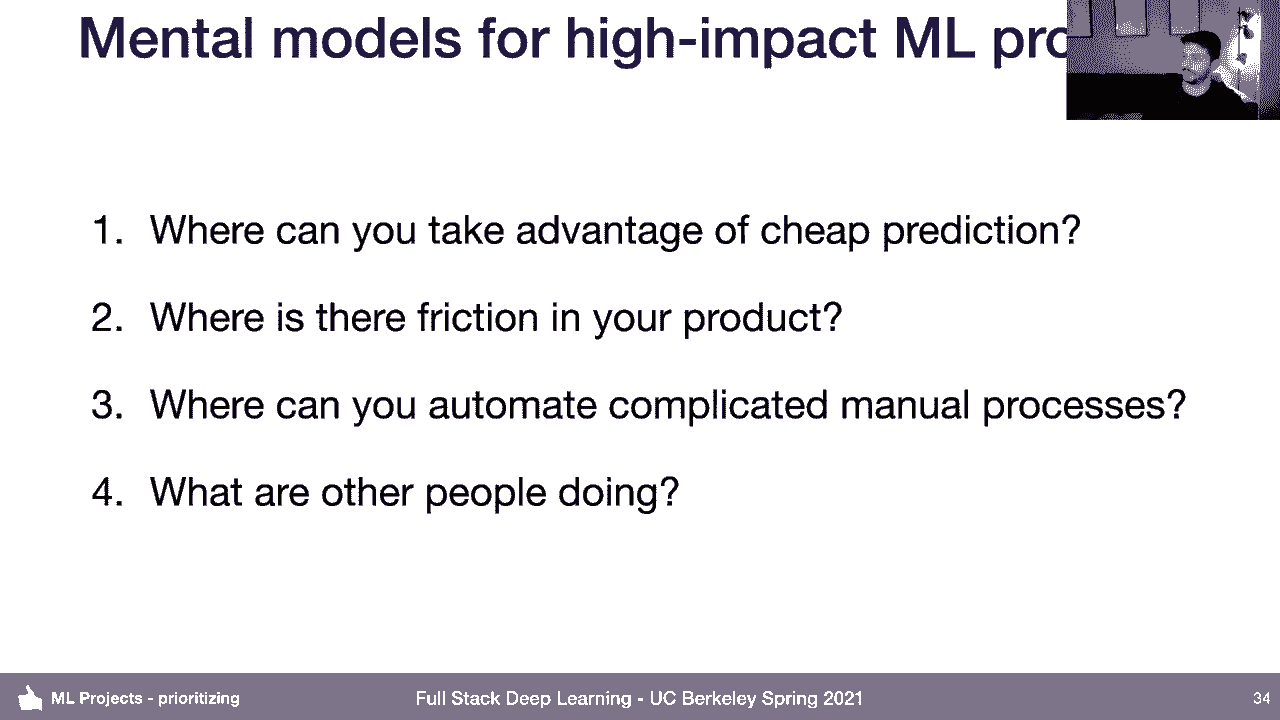 Mental models for high-impact ML pro
1. Where can you take advantage of cheap prediction?
2. Where is there friction in your product?
3. Where can you automate complicated manual processes?
4. What are other people doing?
ML Projects - prioritizing
Full Stack Deep Learning - UC Berkeley Spring 2021
34